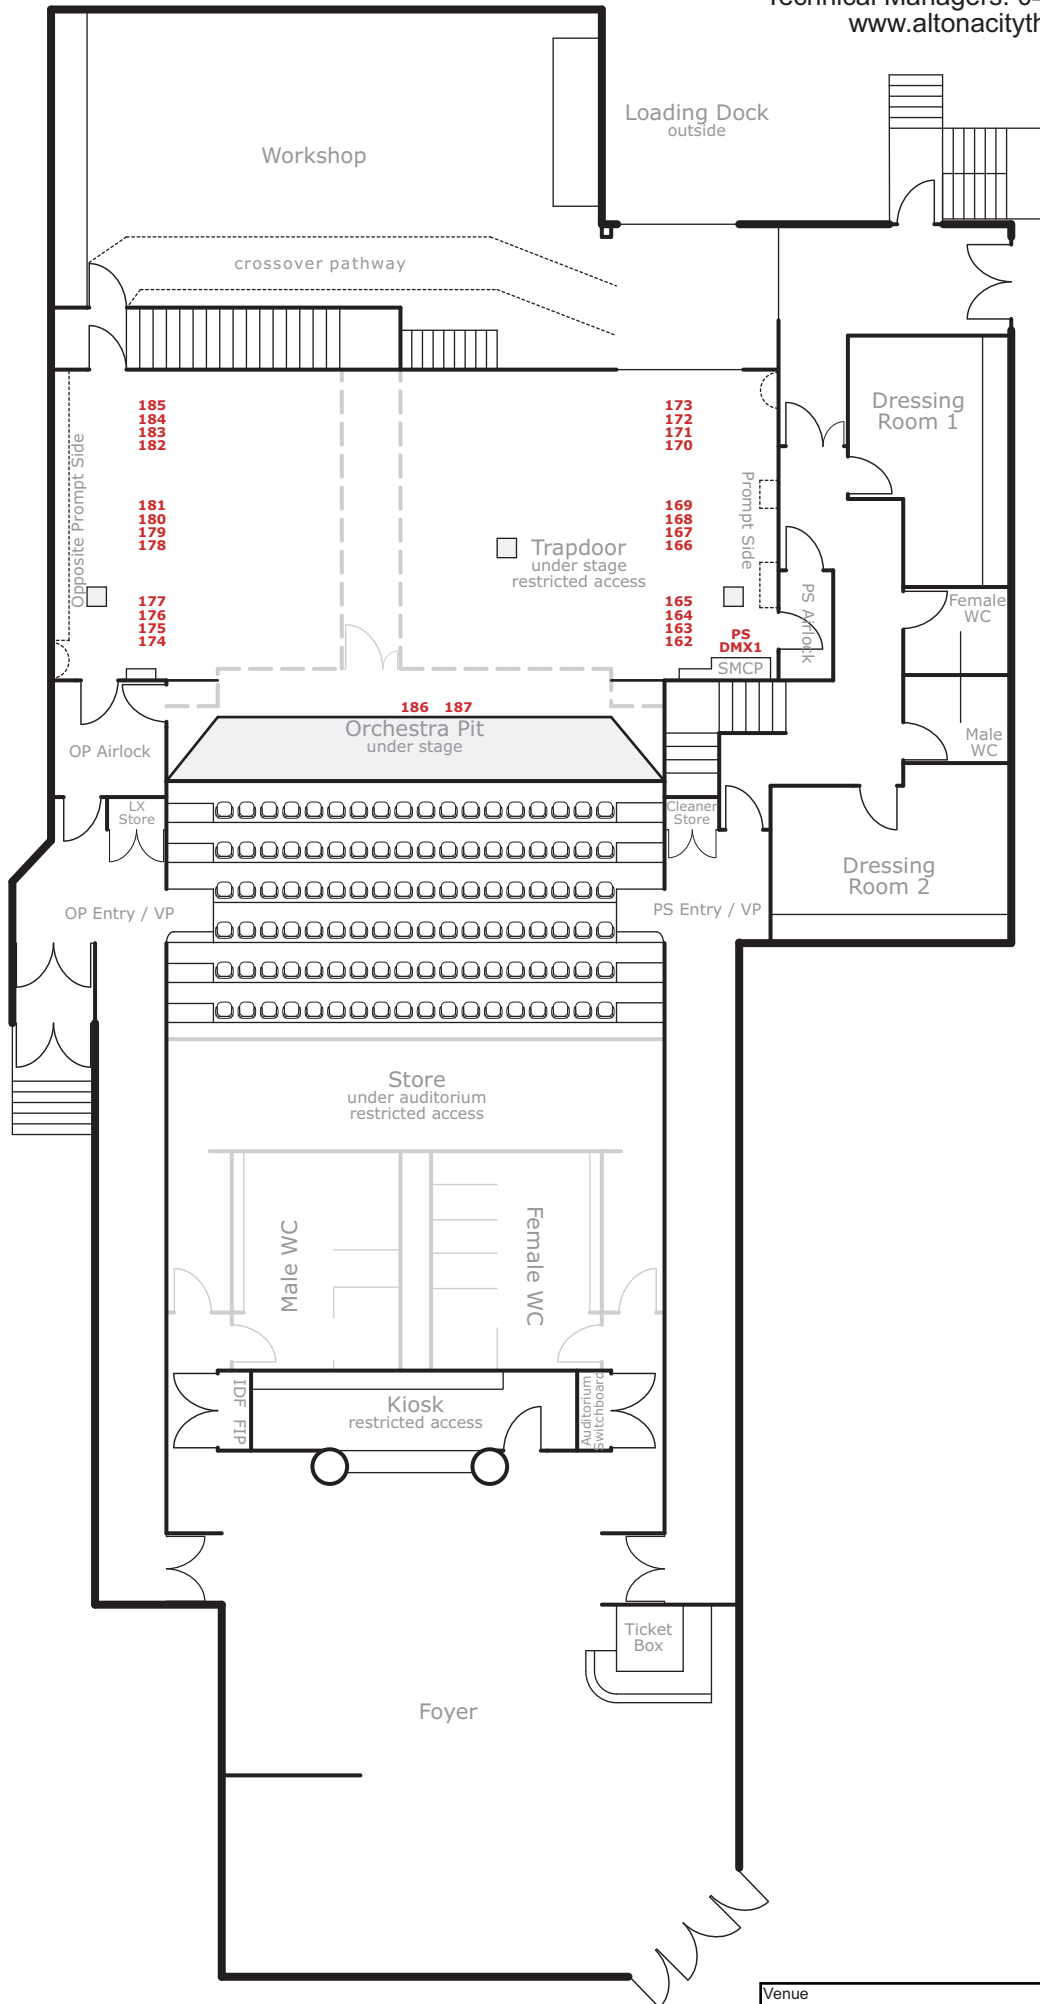 Technical Managers:
www.altonacityth
Loading Dock
outside
Workshop
crossover pathway
185
184
183
182
173
172
171
170
Dressing
Room 1
Opposite Prompt Side
Prompt Side
181
180
179
178
169
168
167
166
Trapdoor
under stage
restricted access
177
176
175
174
165
164
163
162
PS
DMX1
SMCP
PS Airlock
Female
WC
186 187
Orchestra Pit
under stage
OP Airlock
Male
WC
LX
Store
Cleaner
Store
Dressing
Room 2
OP Entry / VP
PS Entry / VP
Store
under auditorium
restricted access
Male WC
Female WC
IDF FIP
Kiosk
restricted access
Auditorium
Switchboard
Ticket
Box
Foyer
Venue